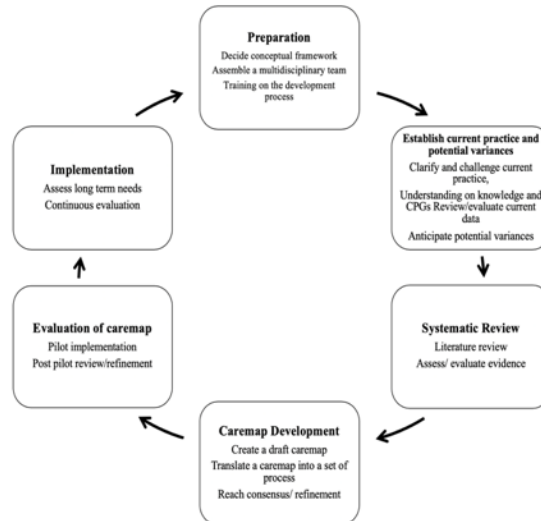 Preparation
Decide conceptual framework
Assemble a multidisciplinary team
Training on the development
process
Establish current practice and
potential variances
Clarify and challenge current
practice,
Understanding on knowledge and
CPGs Review/evaluate current
data
Anticipate potential variances
Systematic Review
Literature review
Assess/ evaluate evidence
Caremap Development
Create a draft caremap
Translate a caremap into a set of
process
Reach consensus/ refinement
Evaluation of caremap
Pilot implementation
Post pilot review/refinement
Implementation
Assess long term needs
Continuous evaluation